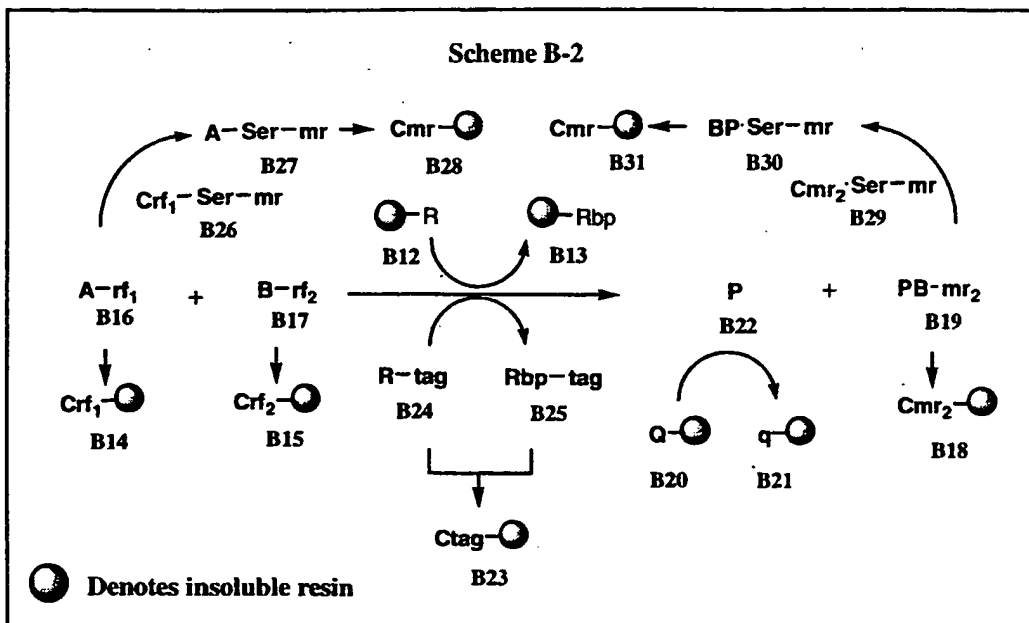 Scheme B-2
A–Ser–mr → Cmr– Cmr– ← BP·Ser–mr
B27 B28 B31 B30
Crf₁–Ser–mr Cmr₂·Ser–mr
B26 B29
–R –Rbp
B12 B13
A–rf₁ + B–rf₂ P + PB–mr₂
B16 B17 B22 B19
R–tag Rbp–tag
B24 B25
Crf₁– Crf₂– Q– q– Cmr₂–
B14 B15 B20 B21 B18
Ctag–
B23
Denotes insoluble resin